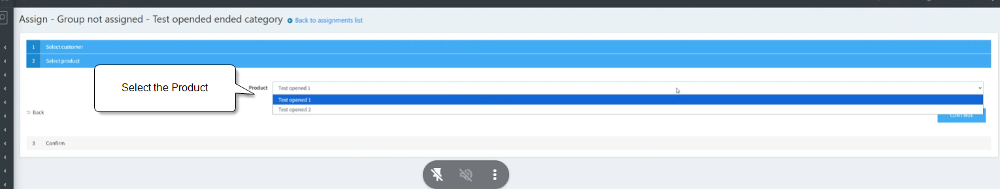 Assign - Group not assigned - Test opended ended category Back to assignments list
1 Select customer
2 Select product
Select the Product
Product Test opened 1
Test opened 1
Test opened 2
Back
CONTINUE
3 Confirm